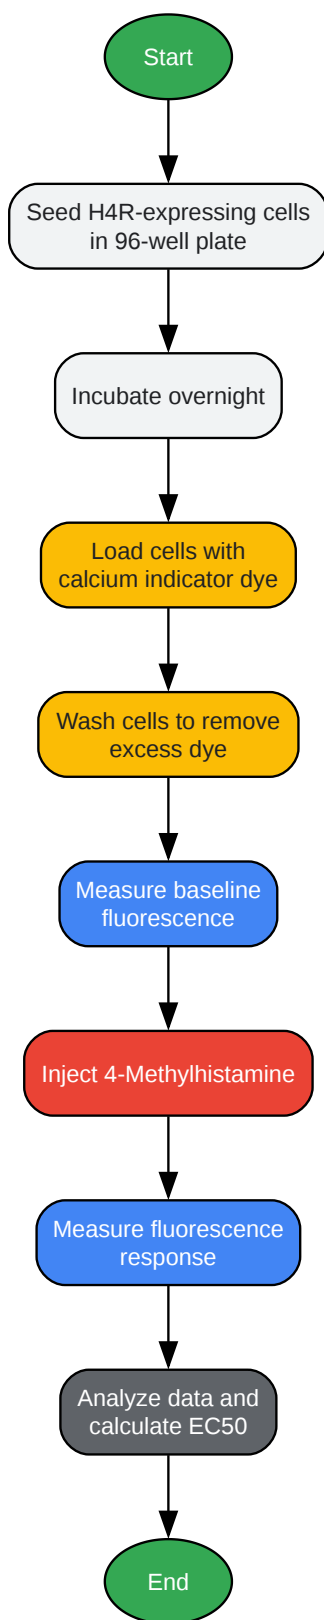 Start
Seed H4R-expressing cells
in 96-well plate
Incubate overnight
Load cells with
calcium indicator dye
Wash cells to remove
excess dye
Measure baseline
fluorescence
Inject 4-Methylhistamine
Measure fluorescence
response
Analyze data and
calculate EC50
End